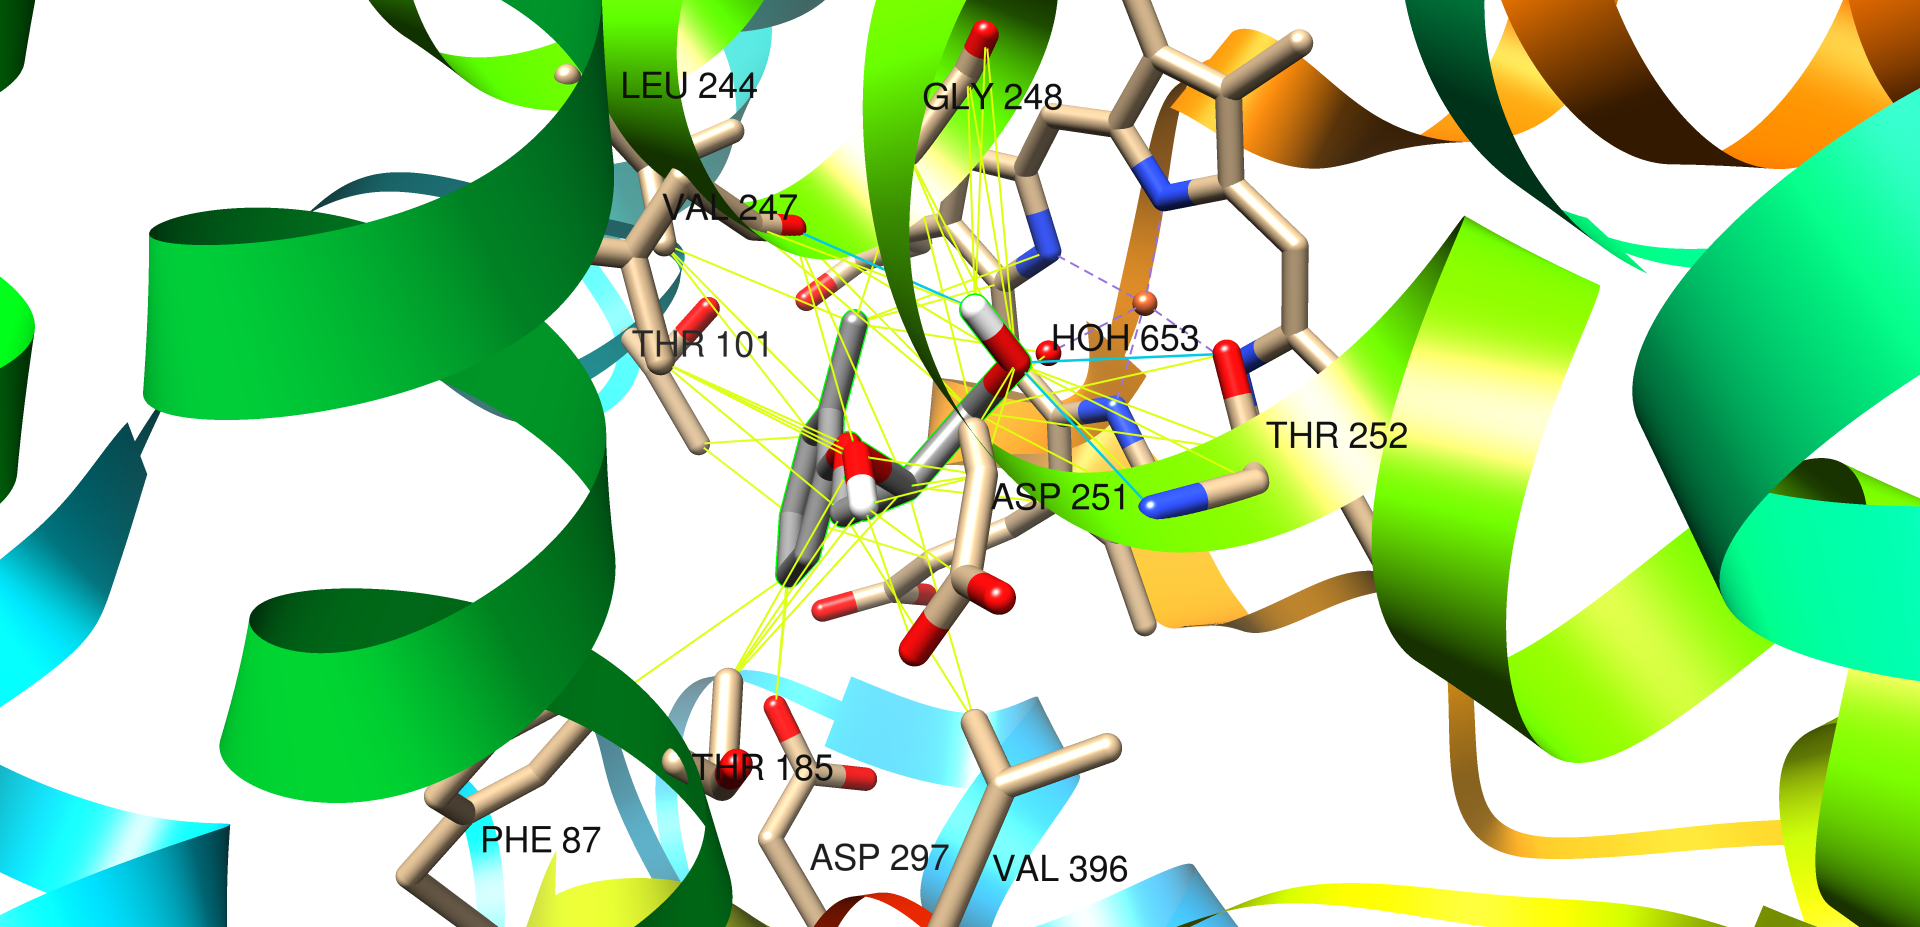 LEU 244
GLY 248
VAL 247
HOH 653
THR 101
THR 252
ASP 251
THR 185
PHE 87
ASP 297
VAL 396